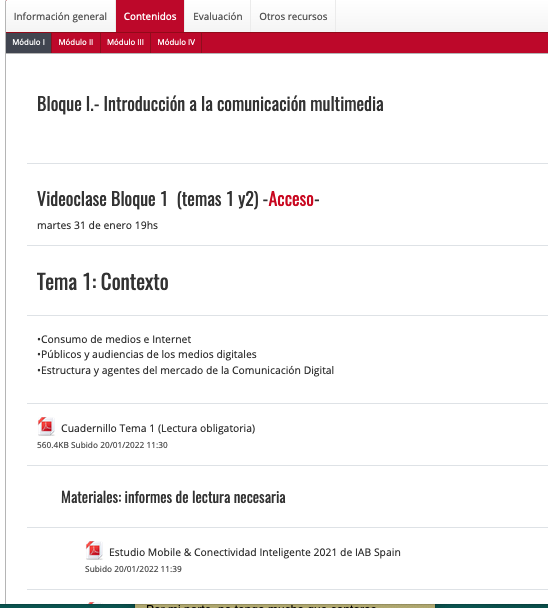 Información general Contenidos Evaluación Otros recursos
Módulo I Módulo II Módulo III Módulo IV
Bloque I.- Introducción a la comunicación multimedia
Videoclase Bloque 1 (temas 1 y2) -Acceso-
martes 31 de enero 19hs
Tema 1: Contexto
•Consumo de medios e Internet
•Públicos y audiencias de los medios digitales
•Estructura y agentes del mercado de la Comunicación Digital
Cuadernillo Tema 1 (Lectura obligatoria)
560.4KB Subido 20/01/2022 11:30
Materiales: informes de lectura necesaria
Estudio Mobile & Conectividad Inteligente 2021 de IAB Spain
Subido 20/01/2022 11:39